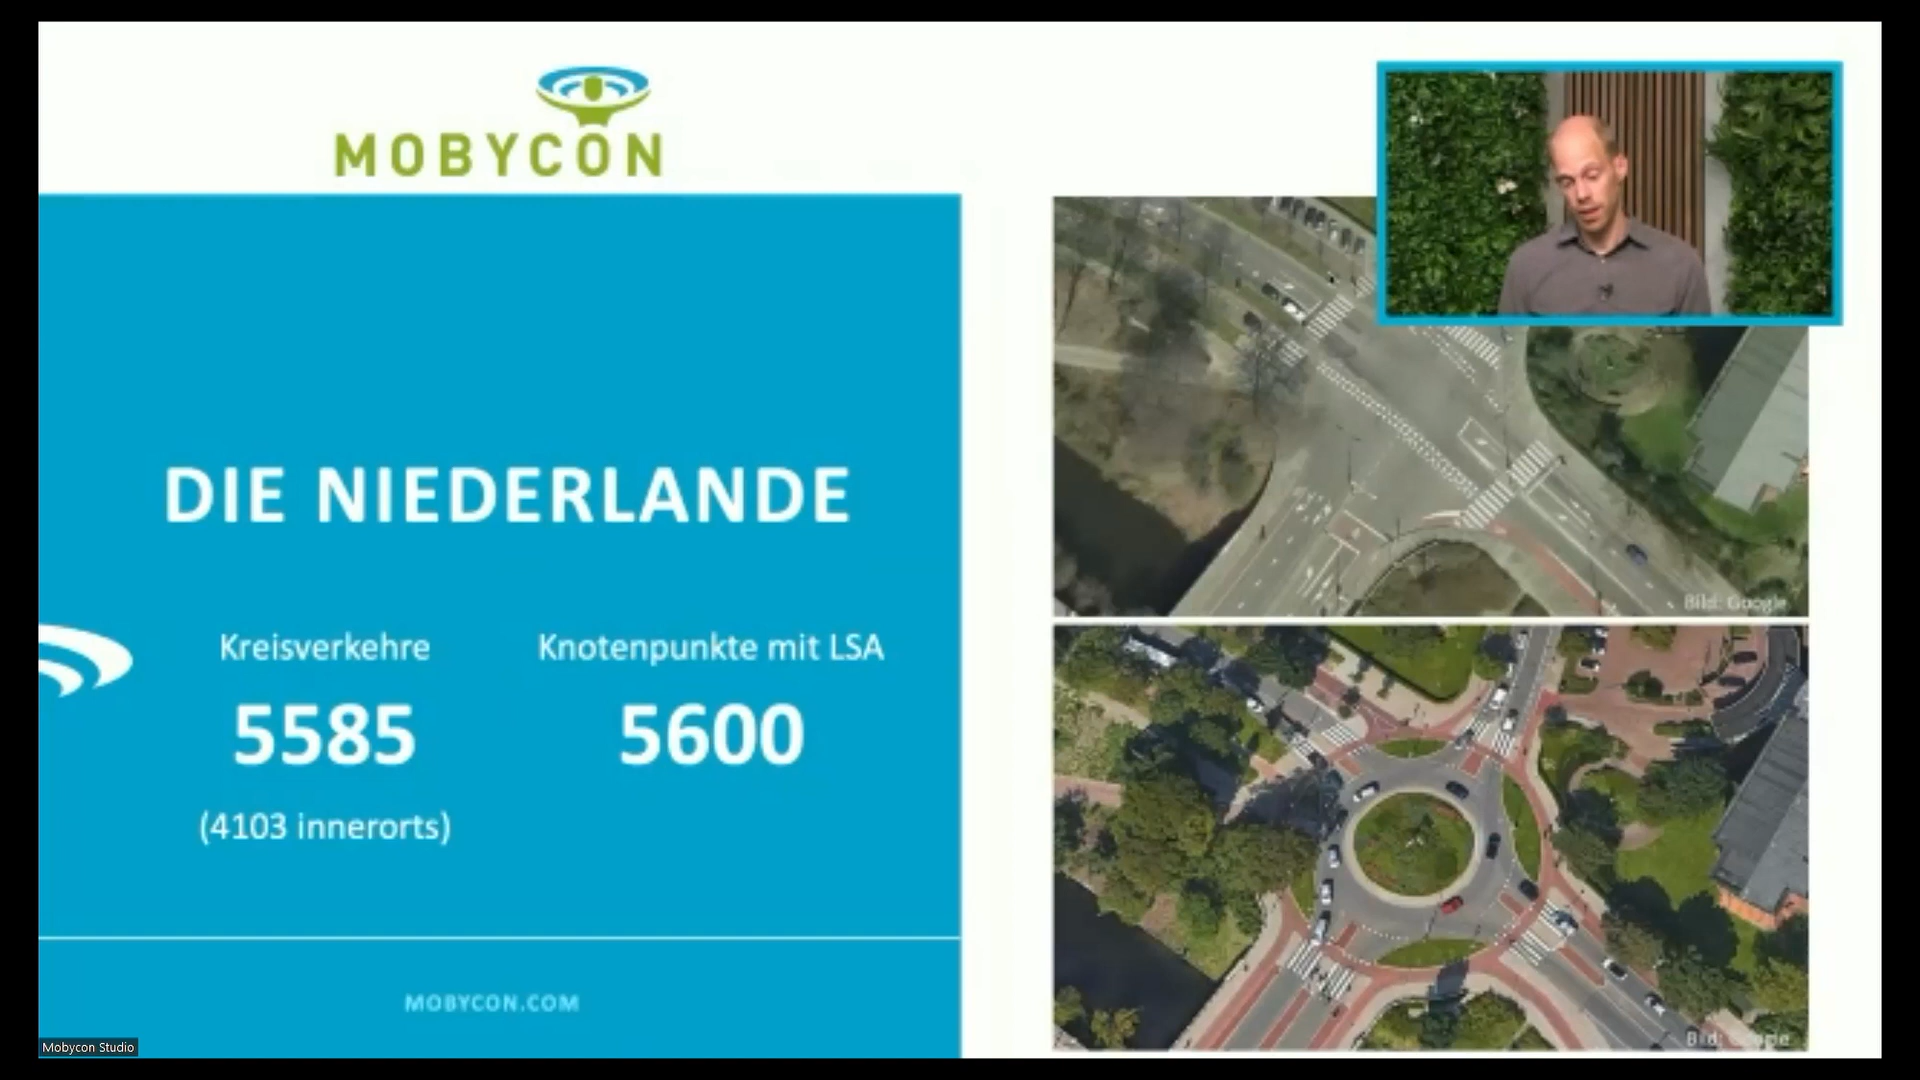 MOBYCON
DIE NIEDERLANDE
Kreisverkehre
5585
(4103 innerorts)
Knotenpunkte mit LSA
5600
MOBYCON.COM
Mobycon Studio
Bild: Google
Bild: Google